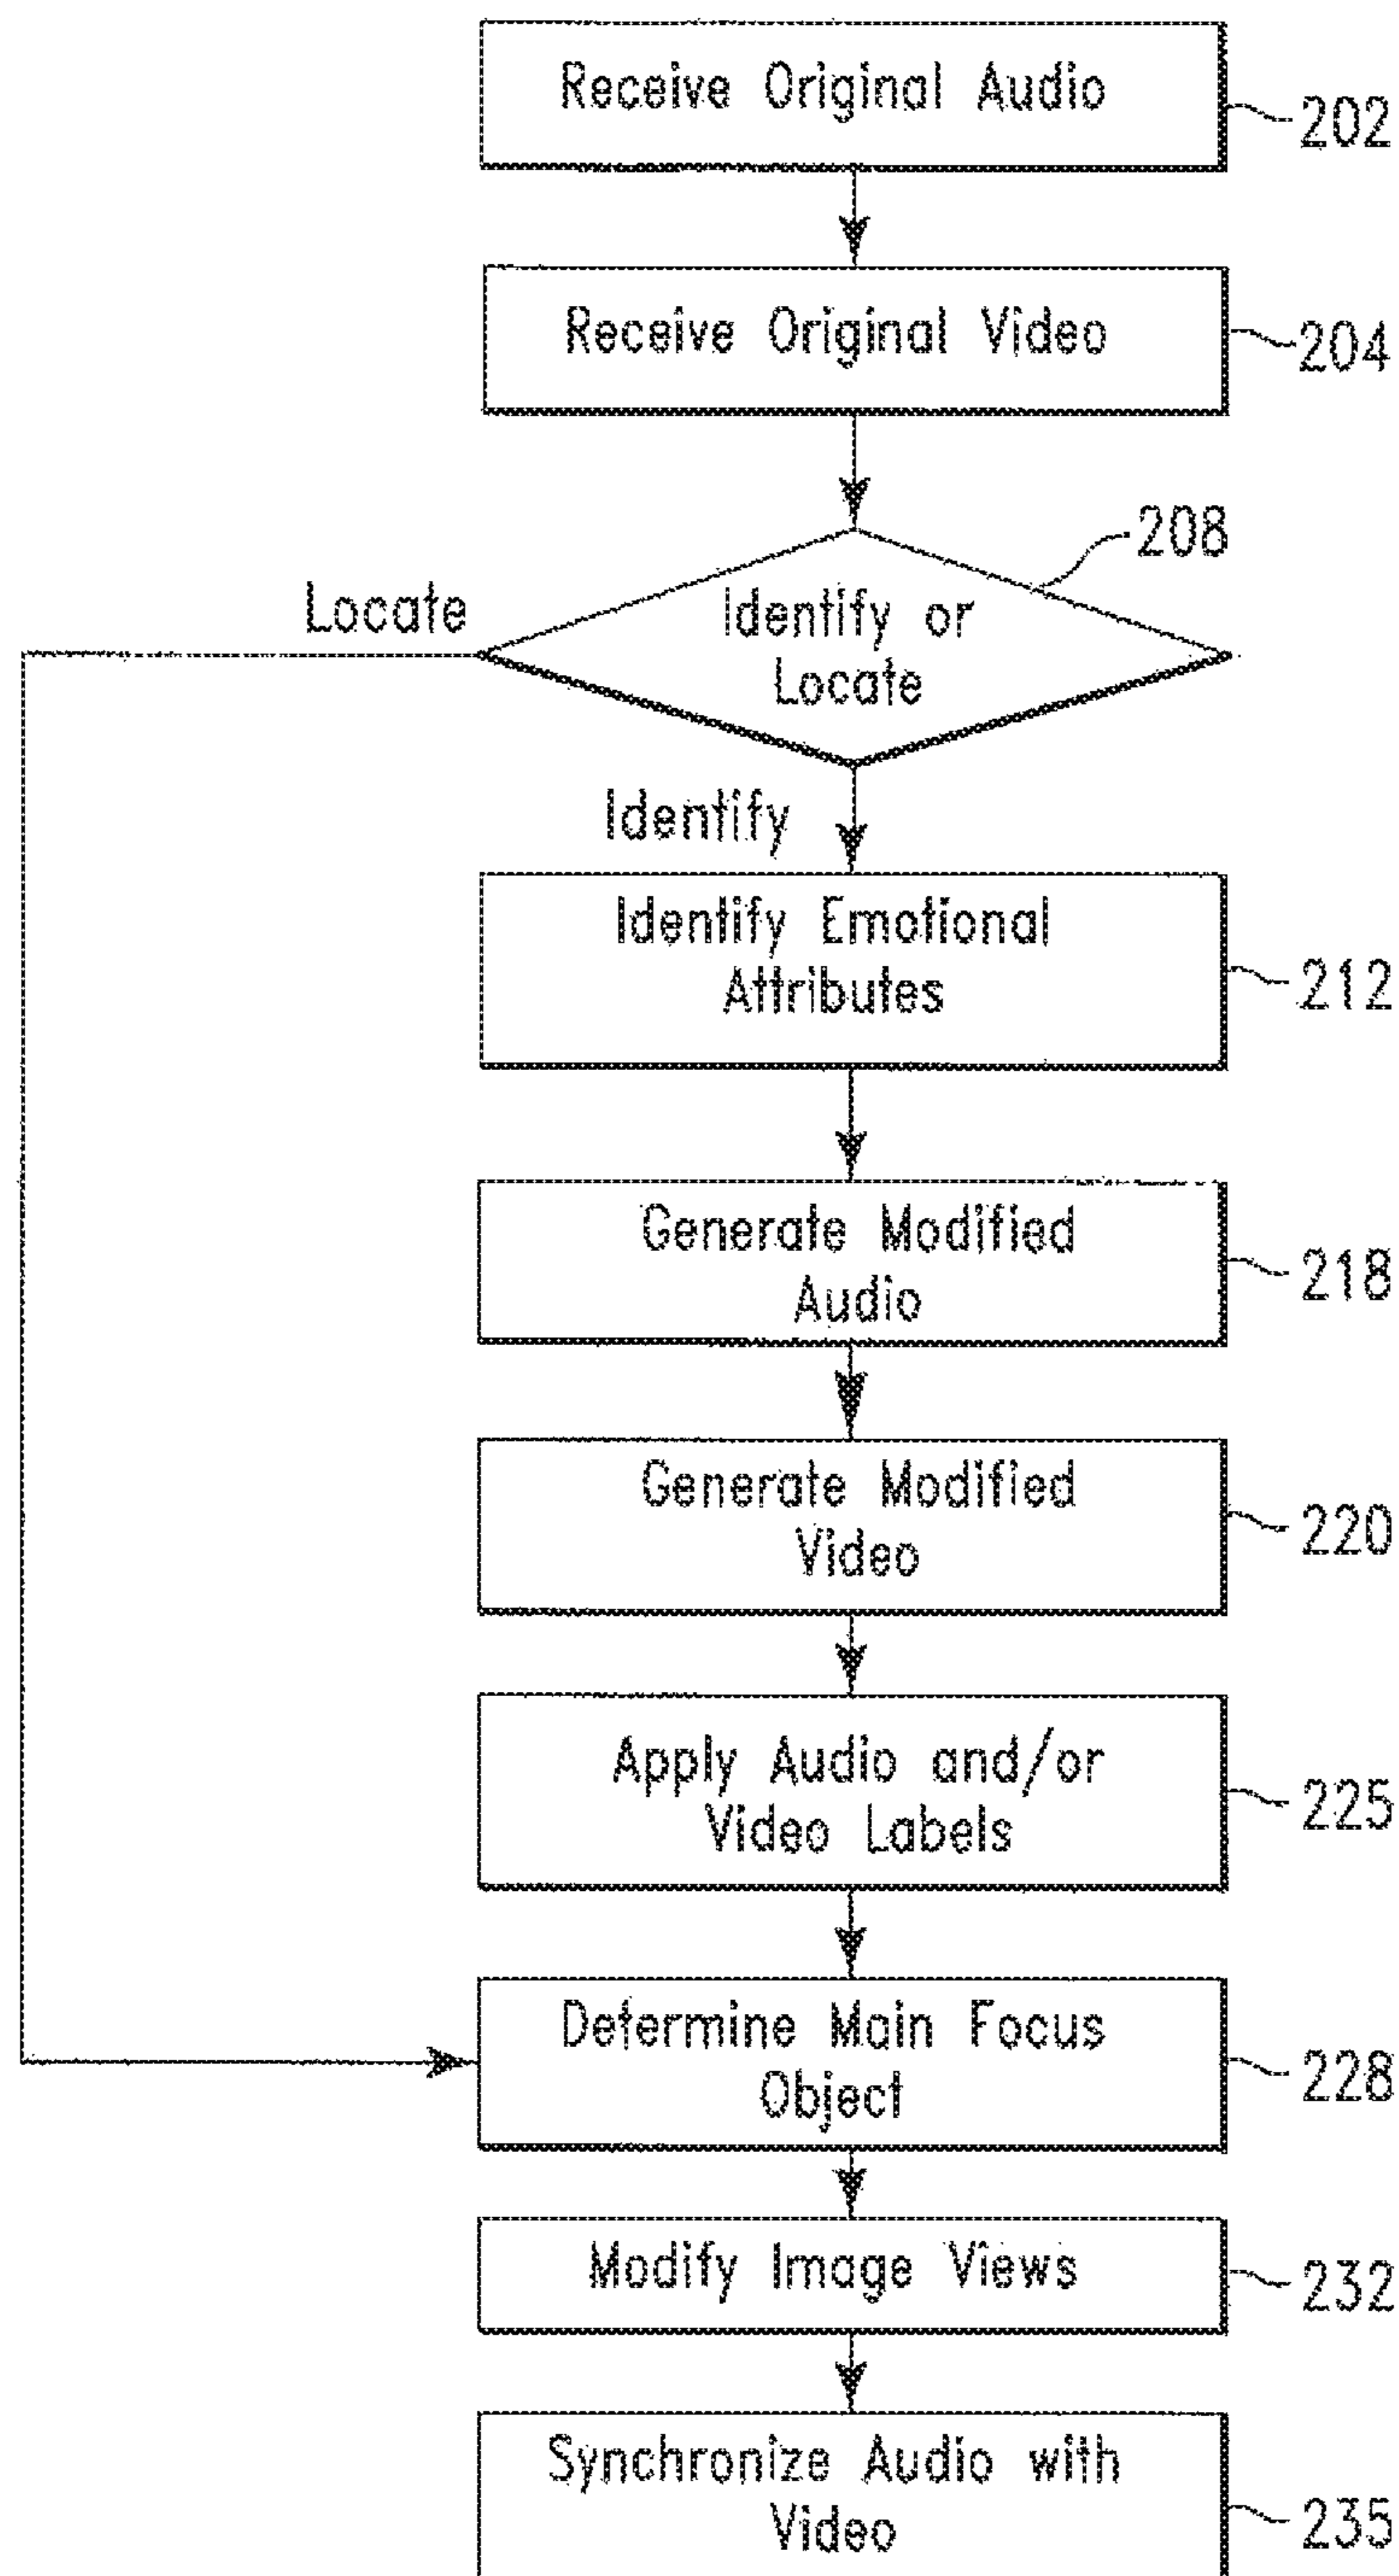 Receive Original Audio
202
Receive Original Video
204
208
Locate
Identify or
Locate
Identify
Identify Emotional
Attributes
212
Generate Modified
Audio
218
Generate Modified
Video
220
Apply Audio and/or
Video Labels
225
Determine Main Focus
Object
228
Modify Image Views
232
Synchronize Audio with
Video
235